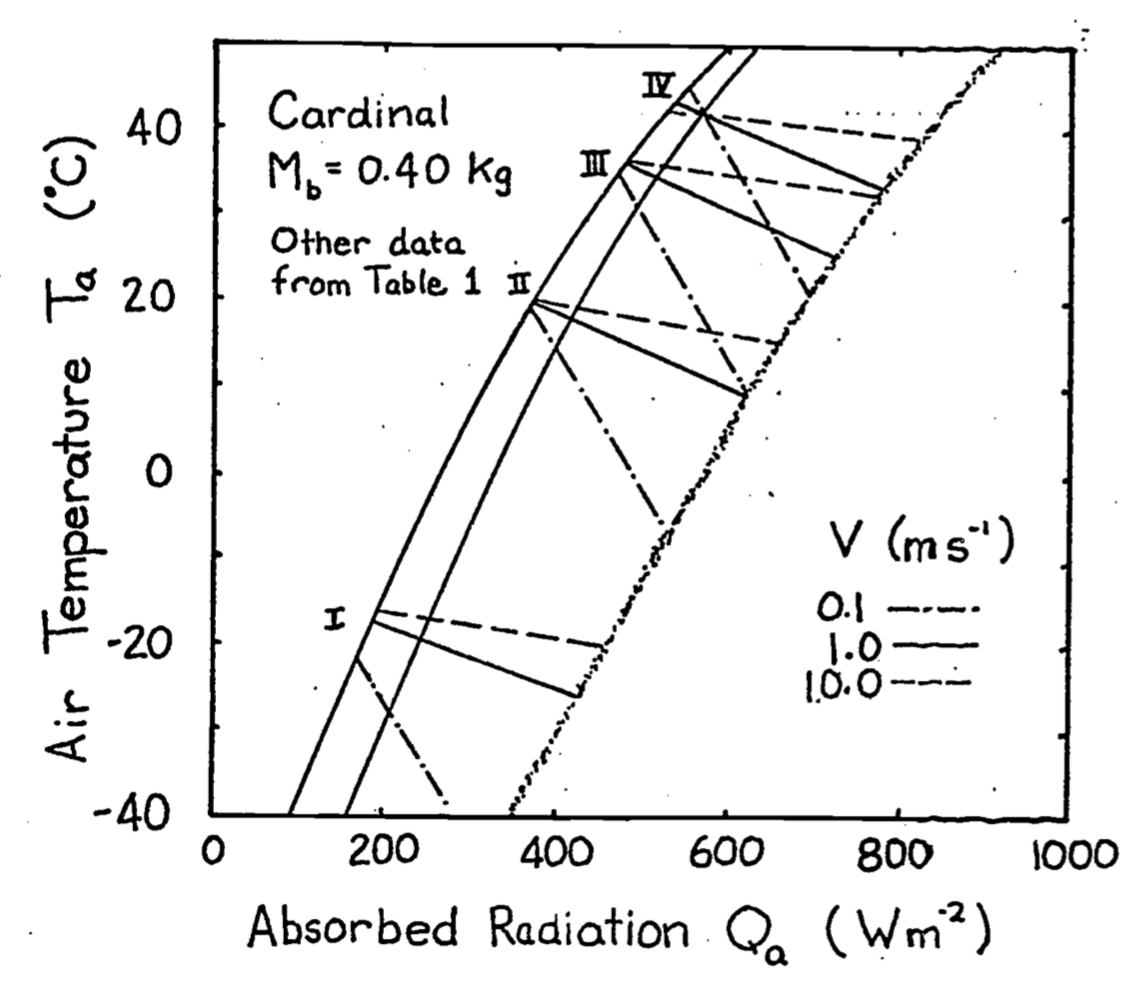 Cardinal
M_b = 0.40 Kg
Other data
from Table 1
IV
III
II
I
V (ms⁻¹)
0.1
1.0
10.0
40
20
0
-20
-40
Air Temperature T_a (°C)
0 200 400 600 800 1000
Absorbed Radiation Q_a (Wm⁻²)